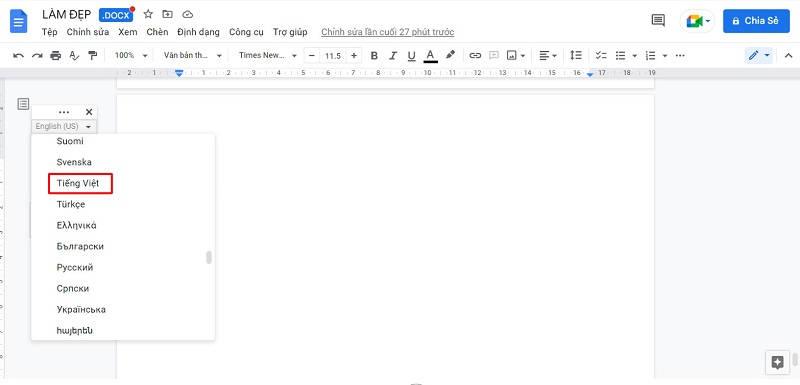 LÀM ĐẸP .DOCX
Chia Sẻ
Tệp Chỉnh sửa Xem Chèn Định dạng Công cụ Trợ giúp Chỉnh sửa lần cuối 27 phút trước
100% Văn bản th... Times New... 11.5 B I U A
2 1 1 2 3 4 5 6 7 8 9 10 11 12 13 14 15 16 17 18 19
English (US)
Suomi
Svenska
Tiếng Việt
Türkçe
Ελληνικά
Български
Русский
Српски
Українська
հայերեն